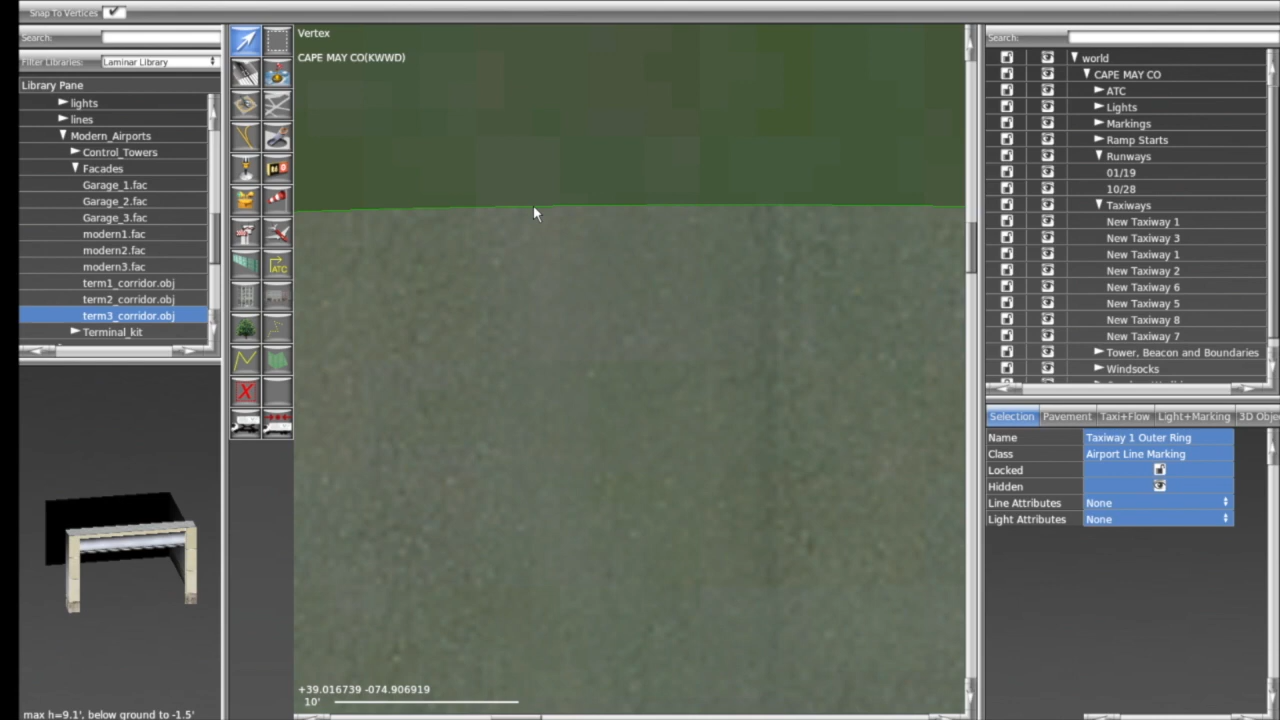 Snap To Vertices
Search:
Filter Libraries: Laminar Library
Library Pane
lights
lines
Modern_Airports
Control_Towers
Facades
Garage_1.fac
Garage_2.fac
Garage_3.fac
modern1.fac
modern2.fac
modern3.fac
term1_corridor.obj
term2_corridor.obj
term3_corridor.obj
Terminal_kit
max h=9.1', below ground to -1.5'
ATC
Vertex
CAPE MAY CO(KWWD)
+39.016739 -074.906919
10'
Search:
world
CAPE MAY CO
ATC
Lights
Markings
Ramp Starts
Runways
01/19
10/28
Taxiways
New Taxiway 1
New Taxiway 3
New Taxiway 1
New Taxiway 2
New Taxiway 6
New Taxiway 5
New Taxiway 8
New Taxiway 7
Tower, Beacon and Boundaries
Windsocks
Selection Pavement Taxi+Flow Light+Marking 3D Obje
Name Taxiway 1 Outer Ring
Class Airport Line Marking
Locked
Hidden
Line Attributes None
Light Attributes None